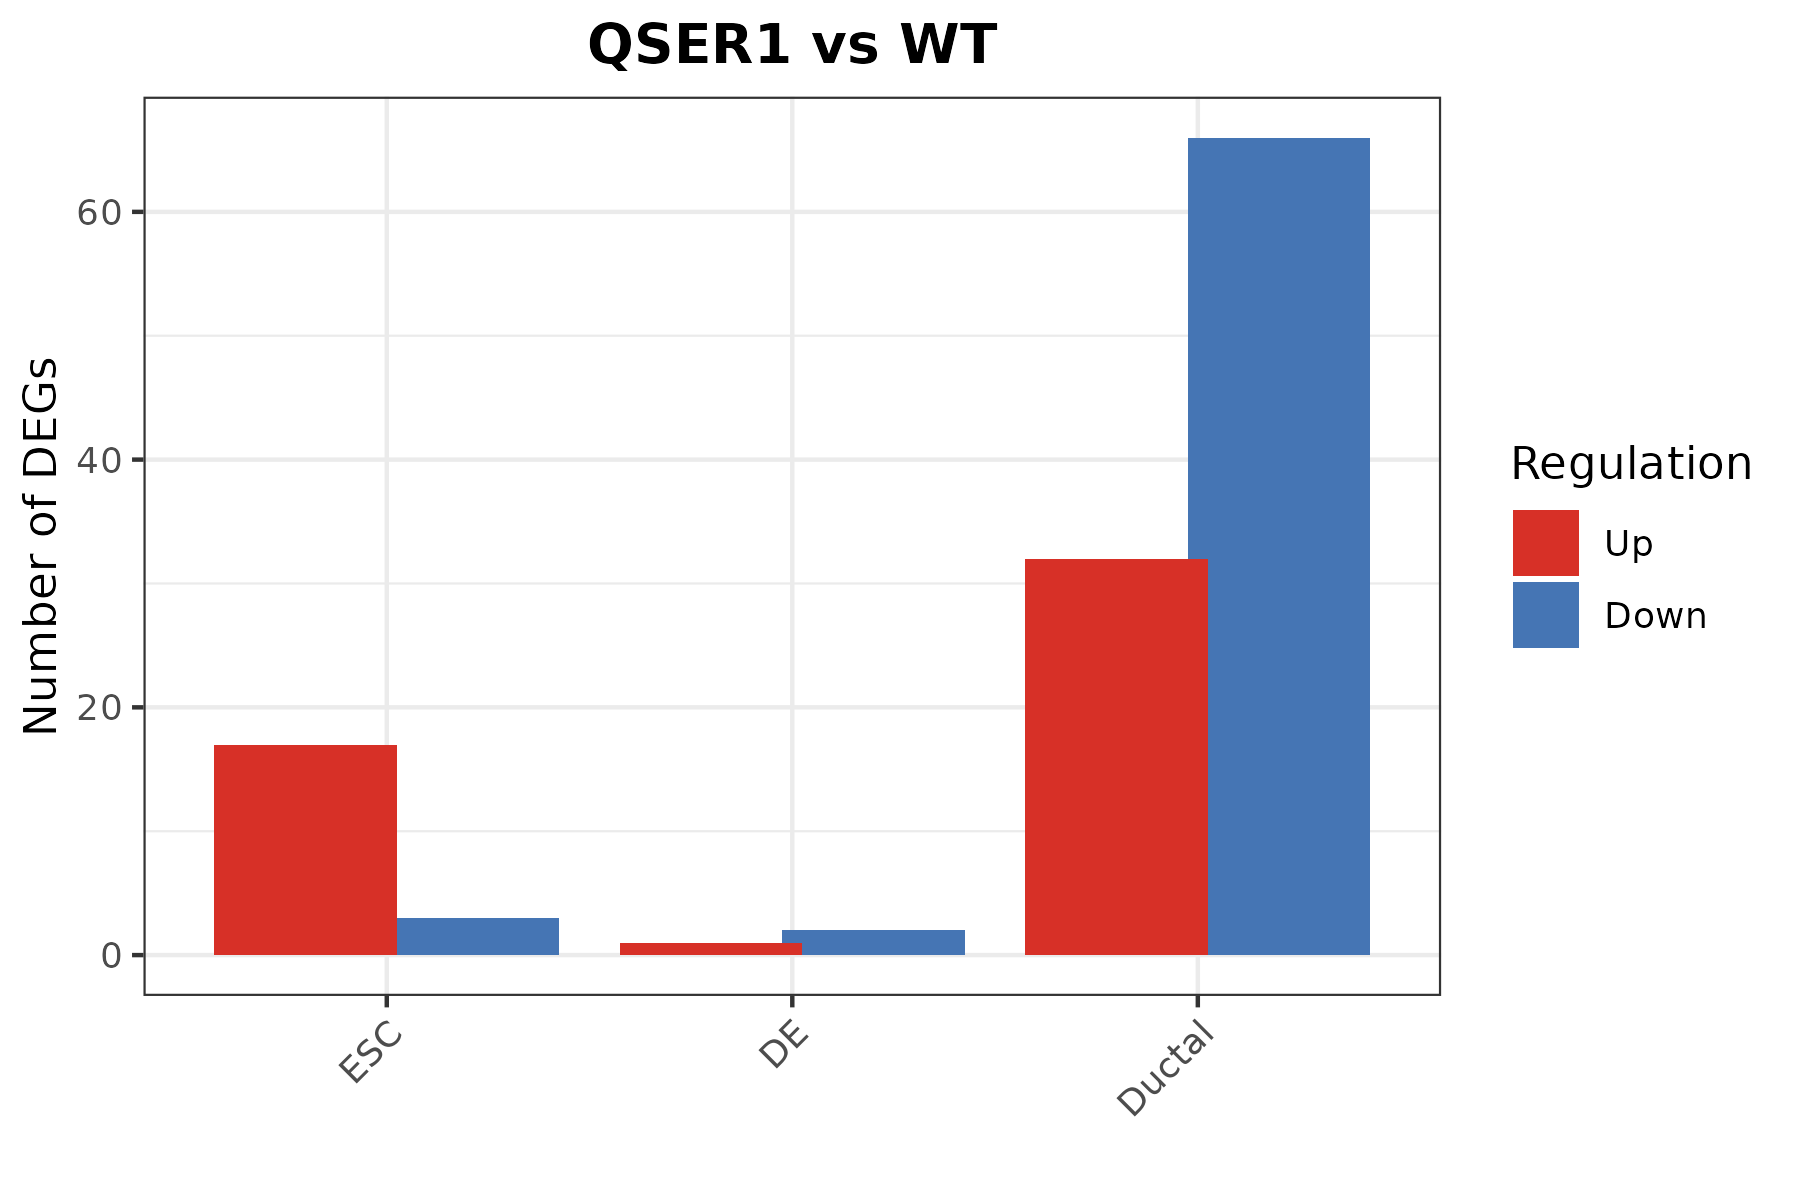 QSER1 vs WT
Number of DEGs
60
40
20
0
ESC
DE
Ductal
Regulation
Up
Down